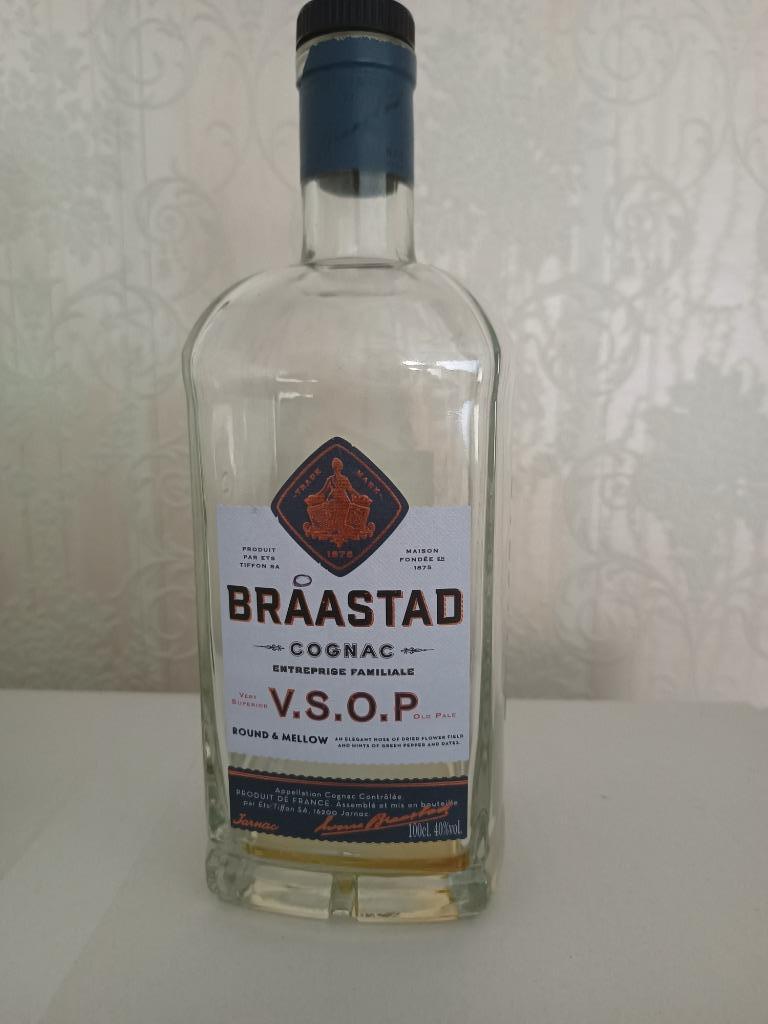 TRADE MARK
1875
PRODUIT
PAR ETS
TIFFON SA
MAISON
FONDÉE EN
1875
BRÅASTAD
COGNAC
ENTREPRISE FAMILIALE
VERY
SUPERIOR
V.S.O.P
OLD PALE
ROUND & MELLOW
AN ELEGANT NOSE OF DRIED FLOWER FIELD
AND HINTS OF GREEN PEPPER AND DATES.
Appellation Cognac Contrôlée.
PRODUIT DE FRANCE. Assemblé et mis en bouteille
par Ets Tiffon SA, 16200 Jarnac
Jarnac
Braastad
100cl. 40%vol.